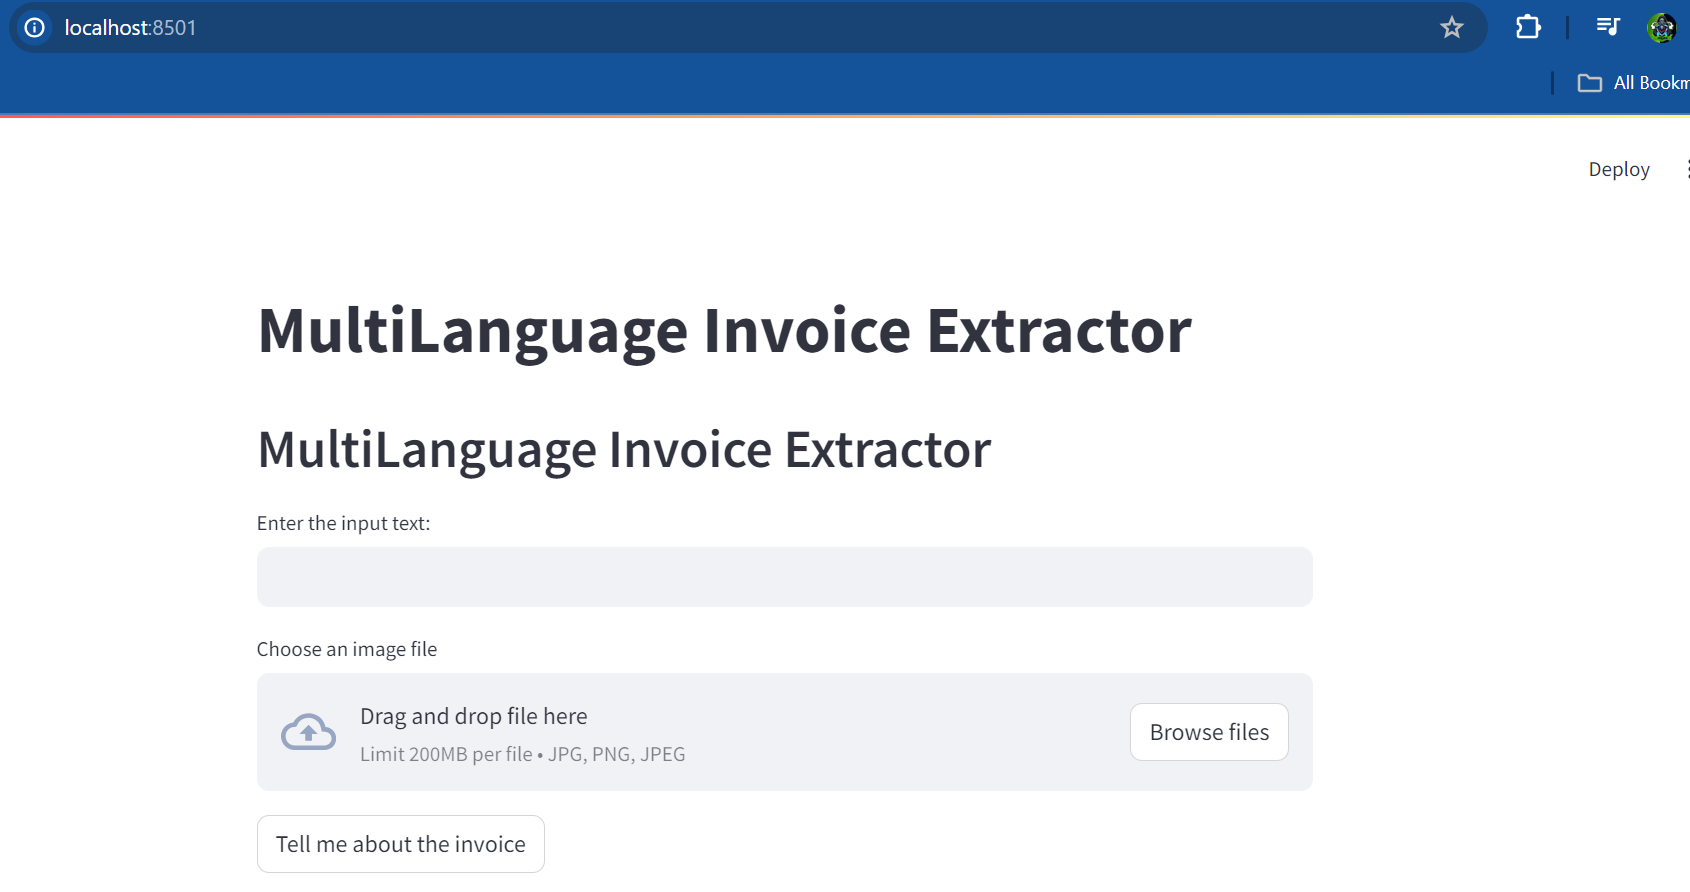 localhost:8501
All Bookm
Deploy
MultiLanguage Invoice Extractor
MultiLanguage Invoice Extractor
Enter the input text:
Choose an image file
Drag and drop file here
Limit 200MB per file • JPG, PNG, JPEG
Browse files
Tell me about the invoice